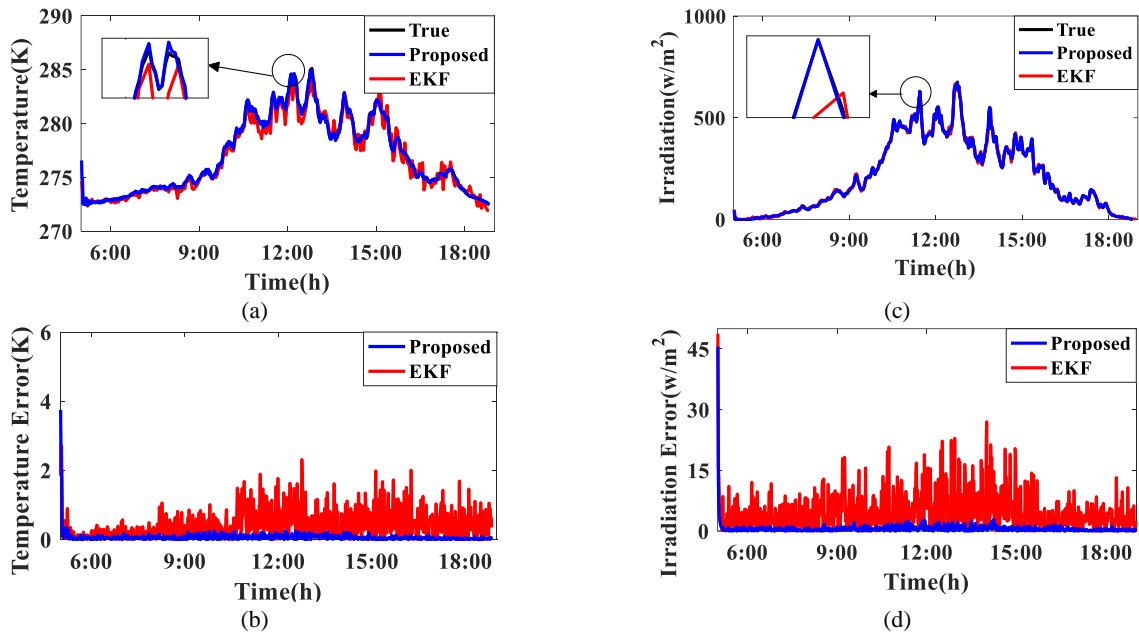 290
285
280
275
270
Temperature(K)
True
Proposed
EKF
6:00 9:00 12:00 15:00 18:00
Time(h)
(a)
1000
500
0
Irradiation(w/m²)
True
Proposed
EKF
6:00 9:00 12:00 15:00 18:00
Time(h)
(c)
6
4
2
0
Temperature Error(K)
Proposed
EKF
6:00 9:00 12:00 15:00 18:00
Time(h)
(b)
45
30
15
0
Irradiation Error(w/m²)
Proposed
EKF
6:00 9:00 12:00 15:00 18:00
Time(h)
(d)